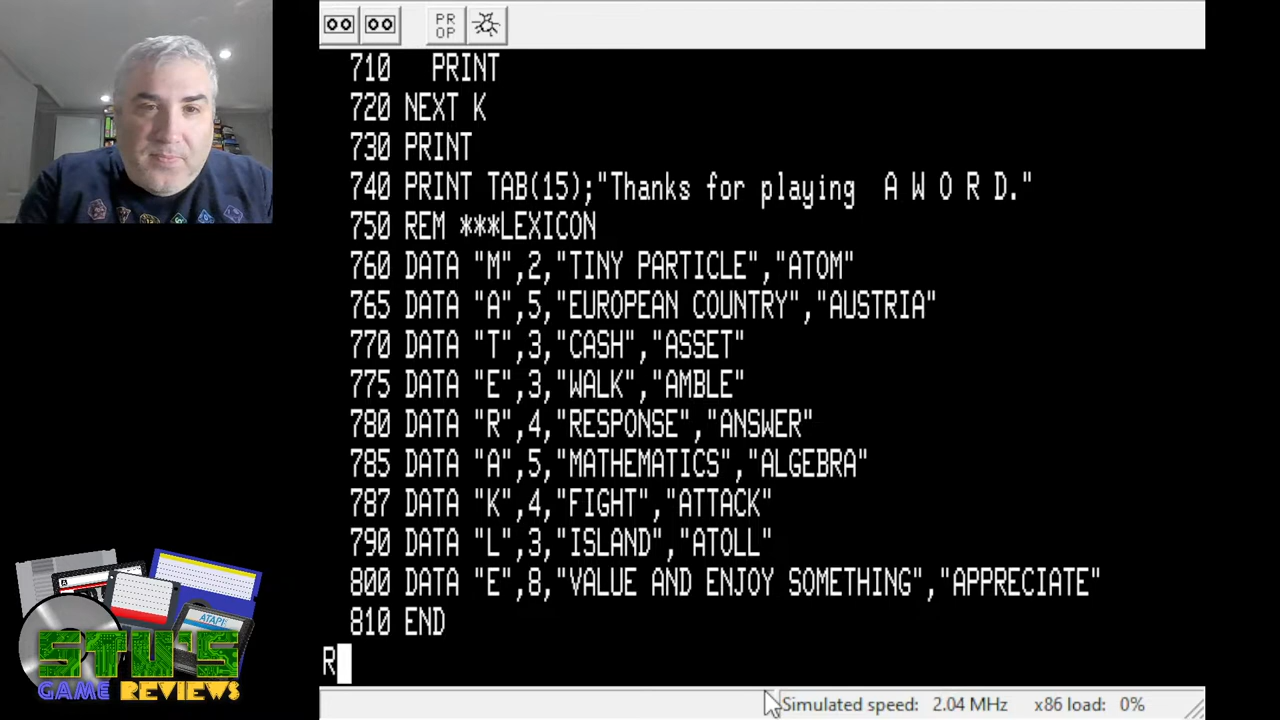 PR
OP
710 PRINT
720 NEXT K
730 PRINT
740 PRINT TAB(15);"Thanks for playing  A W O R D."
750 REM ***LEXICON
760 DATA "M",2,"TINY PARTICLE","ATOM"
765 DATA "A",5,"EUROPEAN COUNTRY","AUSTRIA"
770 DATA "T",3,"CASH","ASSET"
775 DATA "E",3,"WALK","AMBLE"
780 DATA "R",4,"RESPONSE","ANSWER"
785 DATA "A",5,"MATHEMATICS","ALGEBRA"
787 DATA "K",4,"FIGHT","ATTACK"
790 DATA "L",3,"ISLAND","ATOLL"
800 DATA "E",8,"VALUE AND ENJOY SOMETHING","APPRECIATE"
810 END
R
Simulated speed: 2.04 MHz x86 load: 0%
ATAPE
STU'S
GAME REVIEWS